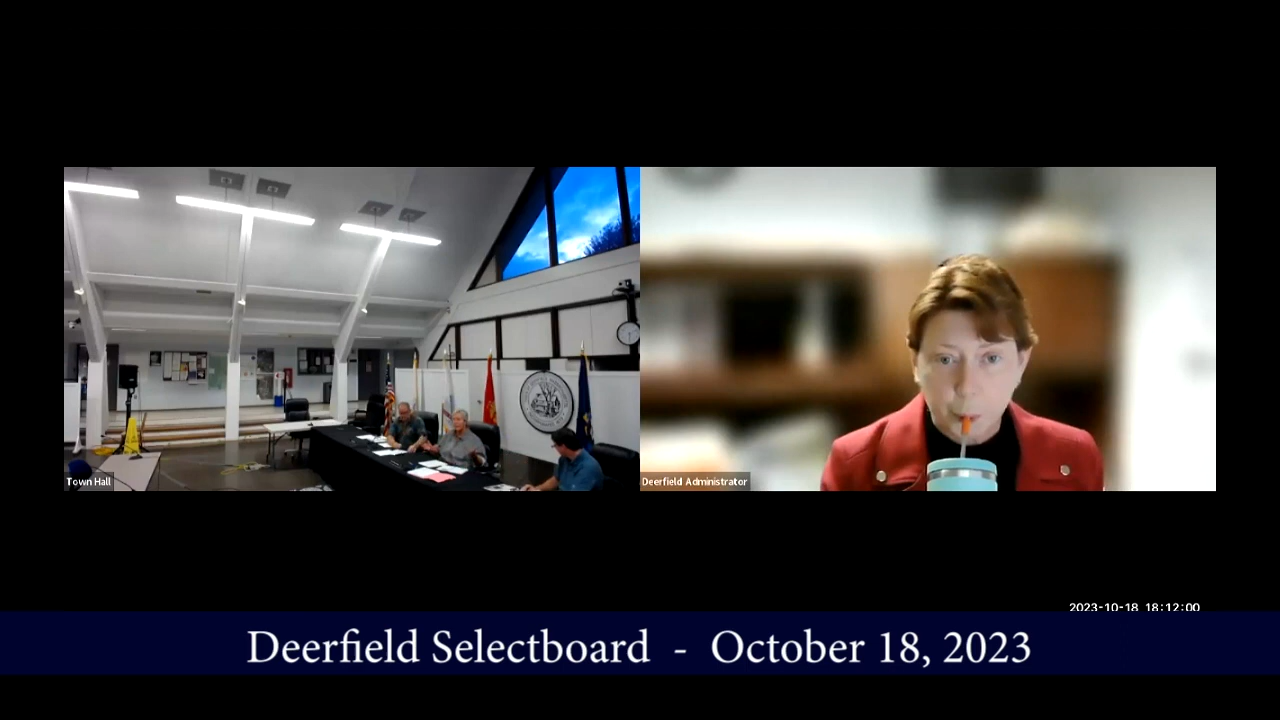 Town Hall
Deerfield Administrator
2023-10-18 18:12:00
Deerfield Selectboard - October 18, 2023